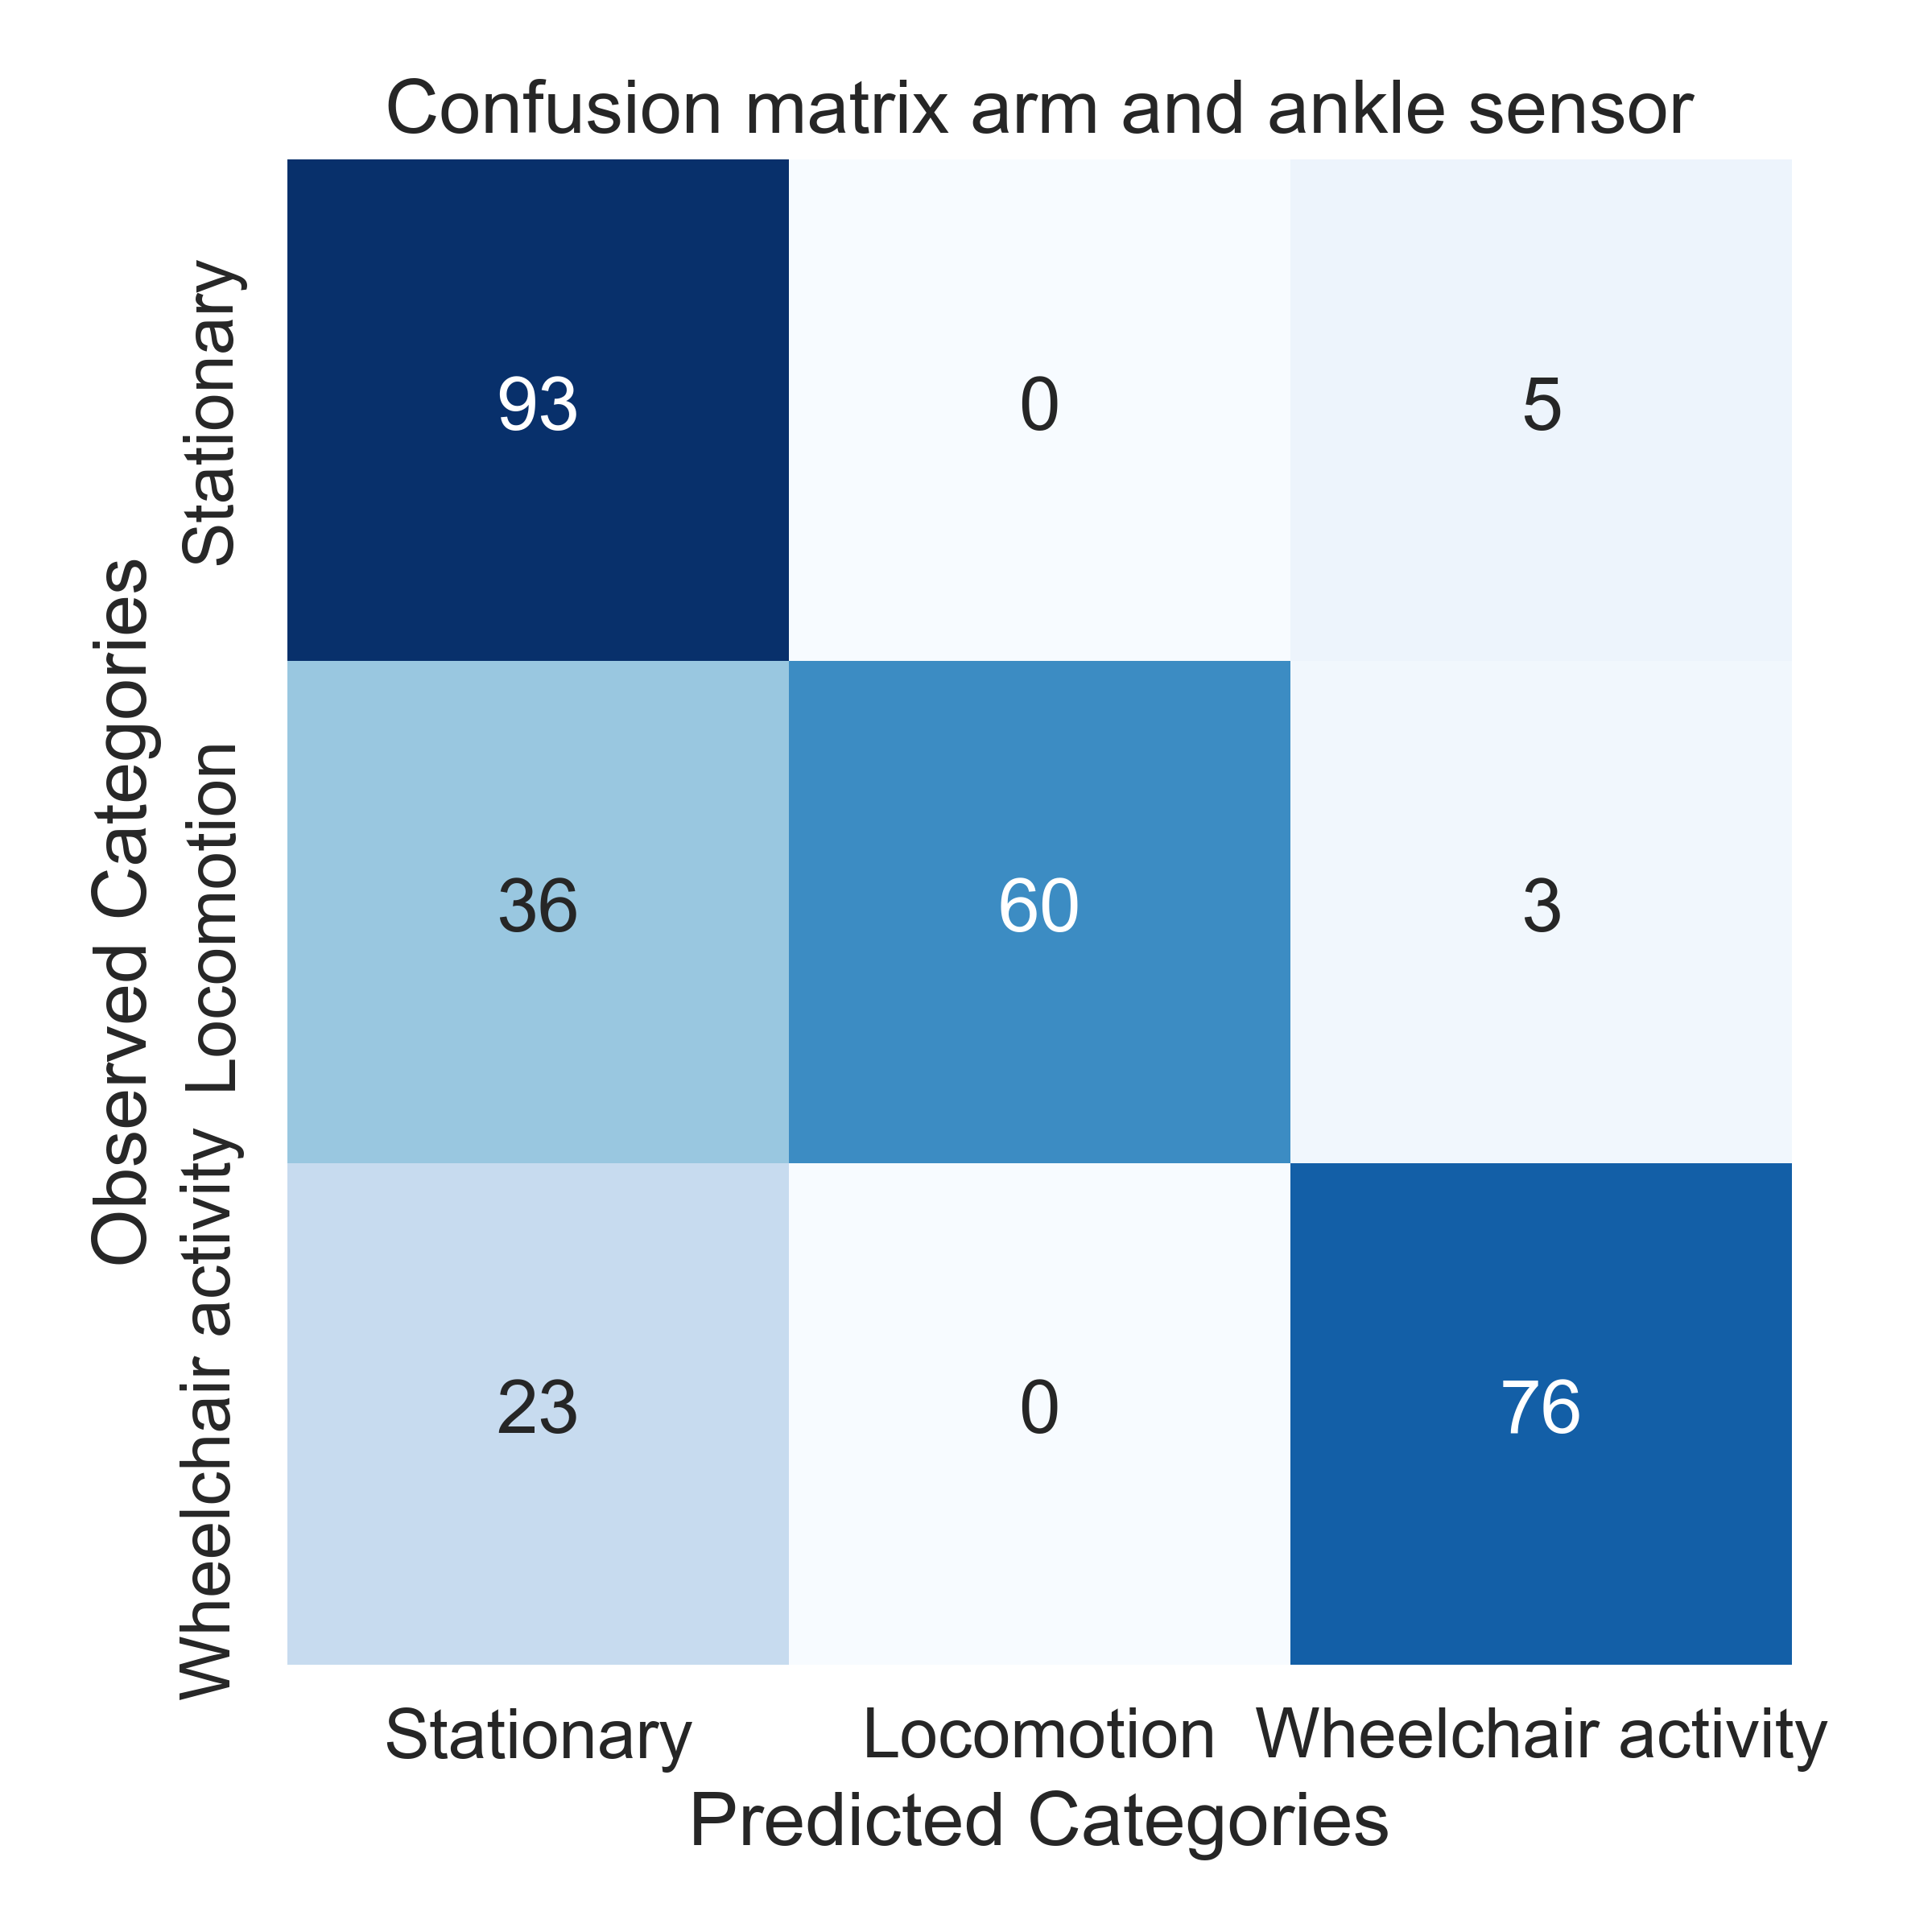 Confusion matrix arm and ankle sensor
Observed Categories
Stationary
93 0 5
Locomotion
36 60 3
Wheelchair activity
23 0 76
Stationary Locomotion Wheelchair activity
Predicted Categories